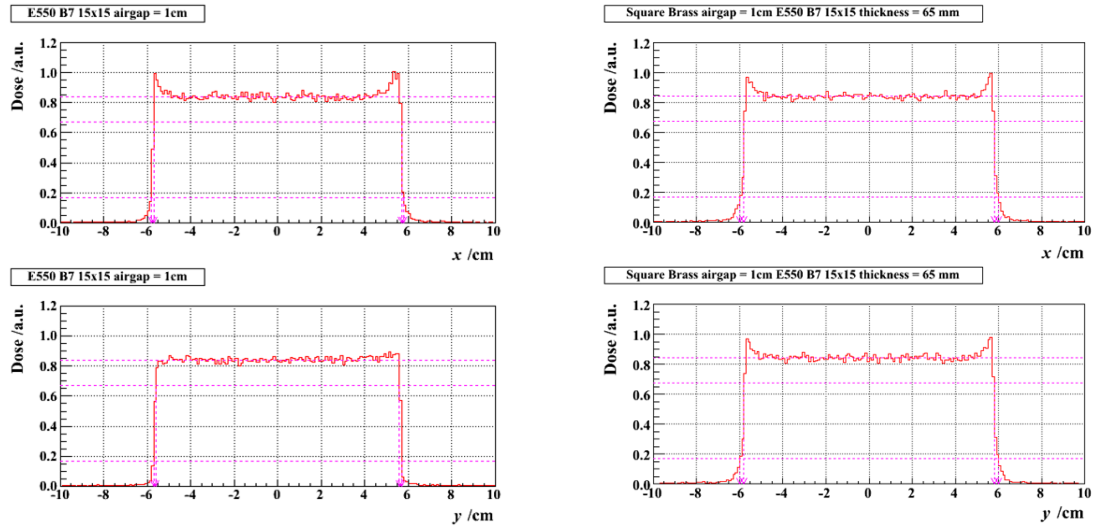 E550 B7 15x15 airgap = 1cm
Dose /a.u.
1.2
1.0
0.8
0.6
0.4
0.2
0.0
-10 -8 -6 -4 -2 0 2 4 6 8 10
x /cm
Square Brass airgap = 1cm E550 B7 15x15 thickness = 65 mm
Dose /a.u.
1.2
1.0
0.8
0.6
0.4
0.2
0.0
-10 -8 -6 -4 -2 0 2 4 6 8 10
x /cm
E550 B7 15x15 airgap = 1cm
Dose /a.u.
1.2
1.0
0.8
0.6
0.4
0.2
0.0
-10 -8 -6 -4 -2 0 2 4 6 8 10
y /cm
Square Brass airgap = 1cm E550 B7 15x15 thickness = 65 mm
Dose /a.u.
1.2
1.0
0.8
0.6
0.4
0.2
0.0
-10 -8 -6 -4 -2 0 2 4 6 8 10
y /cm